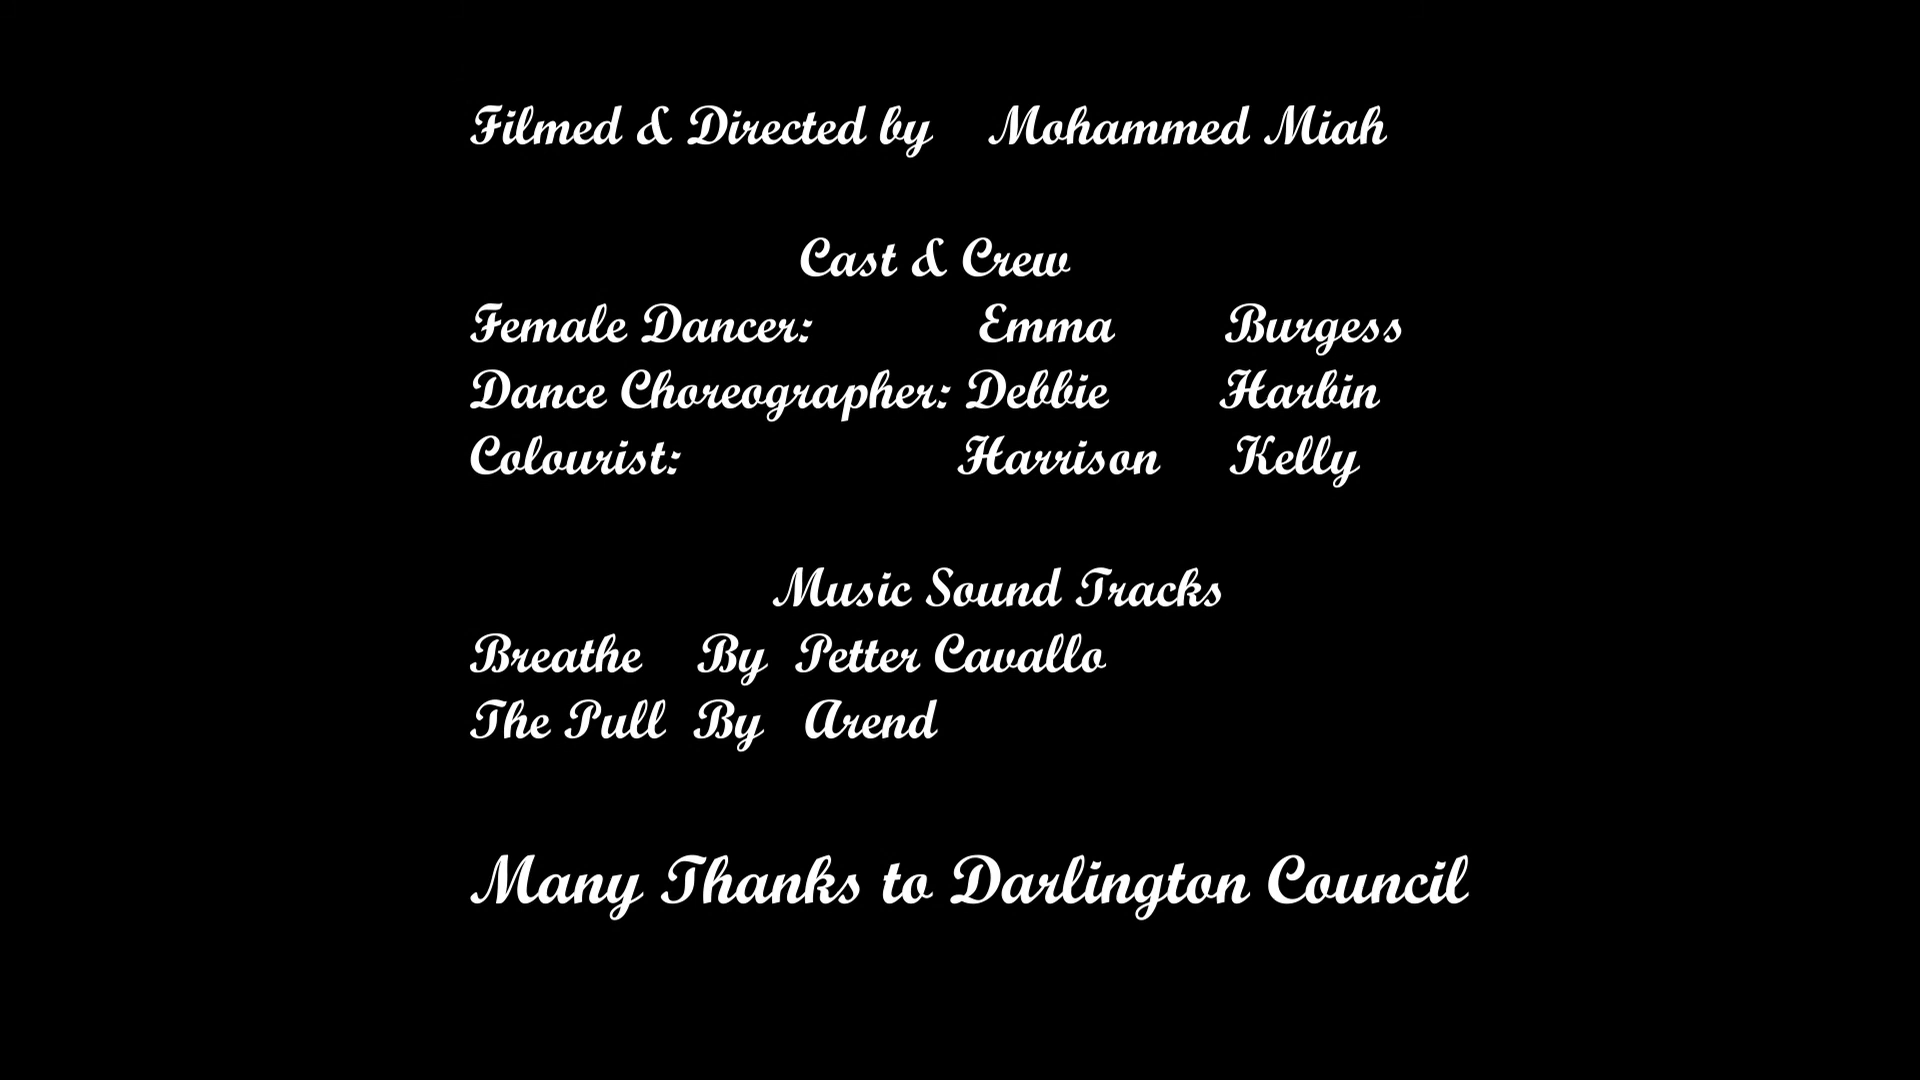 Filmed & Directed by Mohammed Miah
Cast & Crew
Female Dancer: Emma Burgess
Dance Choreographer: Debbie Harbin
Colourist: Harrison Kelly
Music Sound Tracks
Breathe By Petter Cavallo
The Pull By Arend
Many Thanks to Darlington Council